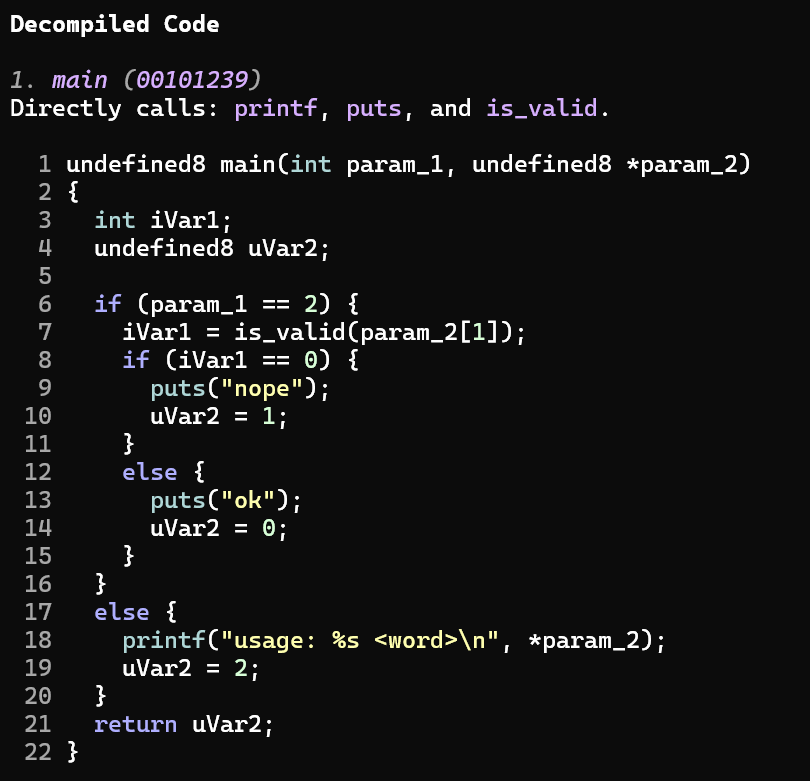 Decompiled Code
1. main (00101239)
Directly calls: printf, puts, and is_valid.
1 undefined8 main(int param_1, undefined8 *param_2)
2 {
3   int iVar1;
4   undefined8 uVar2;
5
6   if (param_1 == 2) {
7     iVar1 = is_valid(param_2[1]);
8     if (iVar1 == 0) {
9       puts("nope");
10       uVar2 = 1;
11     }
12     else {
13       puts("ok");
14       uVar2 = 0;
15     }
16   }
17   else {
18     printf("usage: %s <word>\n", *param_2);
19     uVar2 = 2;
20   }
21   return uVar2;
22 }